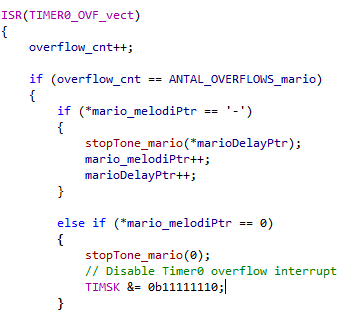 ISR(TIMER0_OVF_vect)
{
overflow_cnt++;
if (overflow_cnt == ANTAL_OVERFLOWS_mario)
{
if (*mario_melodiPtr == '-')
{
stopTone_mario(*marioDelayPtr);
mario_melodiPtr++;
marioDelayPtr++;
}
else if (*mario_melodiPtr == 0)
{
stopTone_mario(0);
// Disable Timer0 overflow interrupt
TIMSK &= 0b11111110;
}